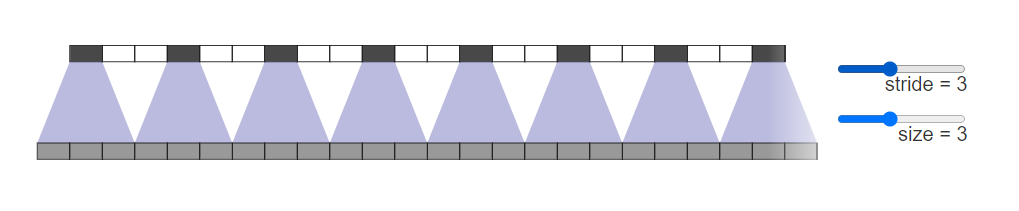 stride = 3
size = 3